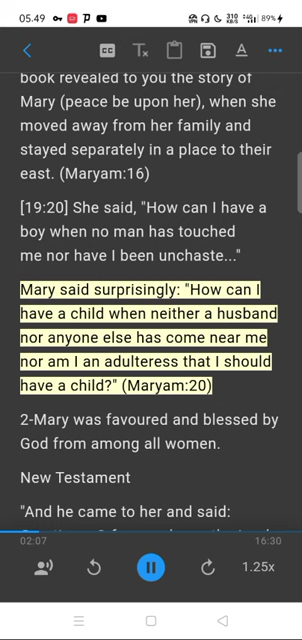 05.49
310 KB/S
89%
CC
book revealed to you the story of
Mary (peace be upon her), when she
moved away from her family and
stayed separately in a place to their
east. (Maryam:16)
[19:20] She said, "How can I have a
boy when no man has touched
me nor have I been unchaste..."
Mary said surprisingly: "How can I
have a child when neither a husband
nor anyone else has come near me
nor am I an adulteress that I should
have a child?" (Maryam:20)
2-Mary was favoured and blessed by
God from among all women.
New Testament
"And he came to her and said:
02:07 16:30
1.25x